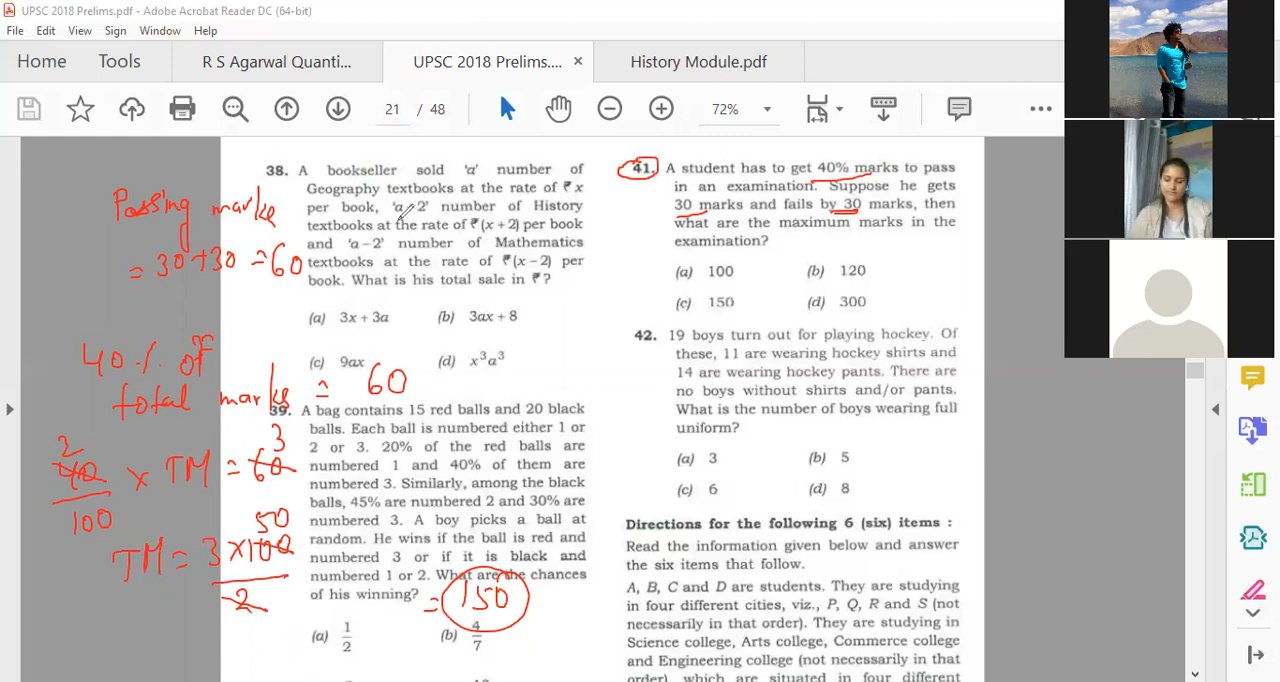 UPSC 2018 Prelims.pdf - Adobe Acrobat Reader DC (64-bit)
File Edit View Sign Window Help
Home Tools R S Agarwal Quanti... UPSC 2018 Prelims.... × History Module.pdf
21 / 48 72%
38. A bookseller sold 'a' number of
Geography textbooks at the rate of ₹ x
per book, 'a+2' number of History
textbooks at the rate of ₹ (x + 2) per book
and 'a – 2' number of Mathematics
textbooks at the rate of ₹ (x – 2) per
book. What is his total sale in ₹ ?
(a) 3x + 3a (b) 3ax + 8
(c) 9ax (d) x³a³
39. A bag contains 15 red balls and 20 black
balls. Each ball is numbered either 1 or
2 or 3. 20% of the red balls are
numbered 1 and 40% of them are
numbered 3. Similarly, among the black
balls, 45% are numbered 2 and 30% are
numbered 3. A boy picks a ball at
random. He wins if the ball is red and
numbered 3 or if it is black and
numbered 1 or 2. What are the chances
of his winning?
(a) 1/2 (b) 4/7
Passing marks
= 30+30 = 60
40 % of
total marks = 60
2 3
40/100 × TM = 60
50
TM = 3 × 100 / 2
= 150
41. A student has to get 40% marks to pass
in an examination. Suppose he gets
30 marks and fails by 30 marks, then
what are the maximum marks in the
examination?
(a) 100 (b) 120
(c) 150 (d) 300
42. 19 boys turn out for playing hockey. Of
these, 11 are wearing hockey shirts and
14 are wearing hockey pants. There are
no boys without shirts and/or pants.
What is the number of boys wearing full
uniform?
(a) 3 (b) 5
(c) 6 (d) 8
Directions for the following 6 (six) items :
Read the information given below and answer
the six items that follow.
A, B, C and D are students. They are studying
in four different cities, viz., P, Q, R and S (not
necessarily in that order). They are studying in
Science college, Arts college, Commerce college
and Engineering college (not necessarily in that
order), which are situated in four different